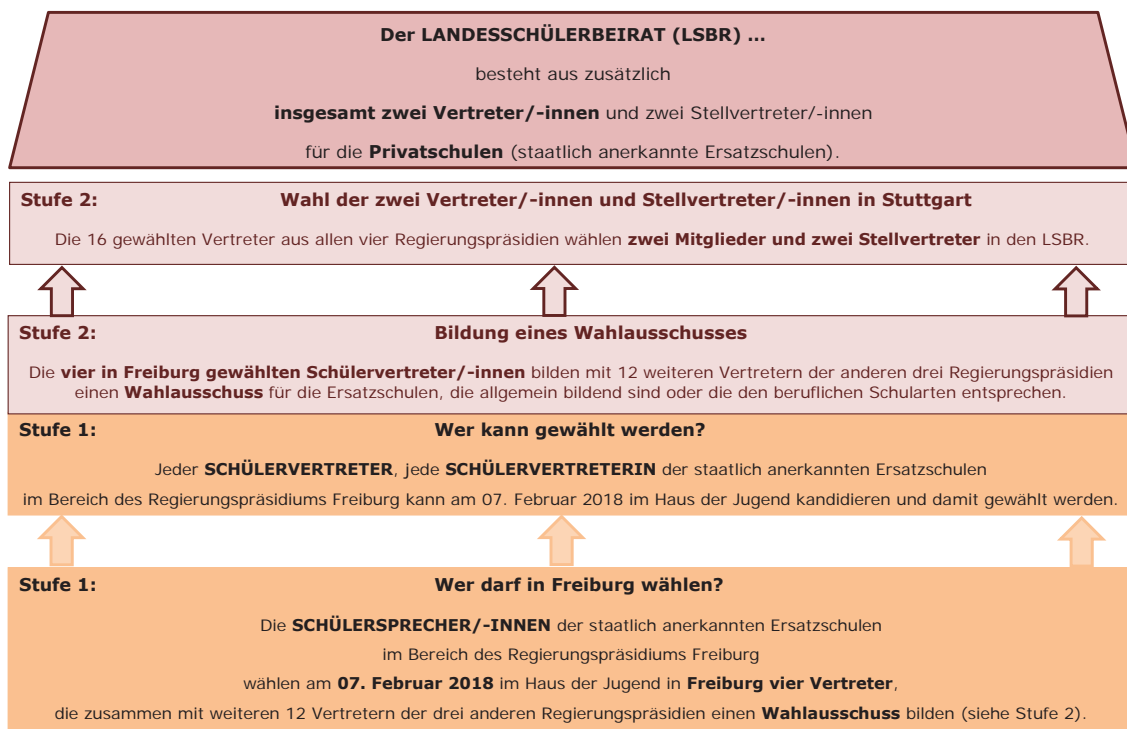 Der LANDESSCHÜLERBEIRAT (LSBR) ...
besteht aus zusätzlich
insgesamt zwei Vertreter/-innen und zwei Stellvertreter/-innen
für die Privatschulen (staatlich anerkannte Ersatzschulen).
Stufe 2: Wahl der zwei Vertreter/-innen und Stellvertreter/-innen in Stuttgart
Die 16 gewählten Vertreter aus allen vier Regierungspräsidien wählen zwei Mitglieder und zwei Stellvertreter in den LSBR.
Stufe 2: Bildung eines Wahlausschusses
Die vier in Freiburg gewählten Schülervertreter/-innen bilden mit 12 weiteren Vertretern der anderen drei Regierungspräsidien
einen Wahlausschuss für die Ersatzschulen, die allgemein bildend sind oder die den beruflichen Schularten entsprechen.
Stufe 1: Wer kann gewählt werden?
Jeder SCHÜLERVERTRETER, jede SCHÜLERVERTRETERIN der staatlich anerkannten Ersatzschulen
im Bereich des Regierungspräsidiums Freiburg kann am 07. Februar 2018 im Haus der Jugend kandidieren und damit gewählt werden.
Stufe 1: Wer darf in Freiburg wählen?
Die SCHÜLERSPRECHER/-INNEN der staatlich anerkannten Ersatzschulen
im Bereich des Regierungspräsidiums Freiburg
wählen am 07. Februar 2018 im Haus der Jugend in Freiburg vier Vertreter,
die zusammen mit weiteren 12 Vertretern der drei anderen Regierungspräsidien einen Wahlausschuss bilden (siehe Stufe 2).